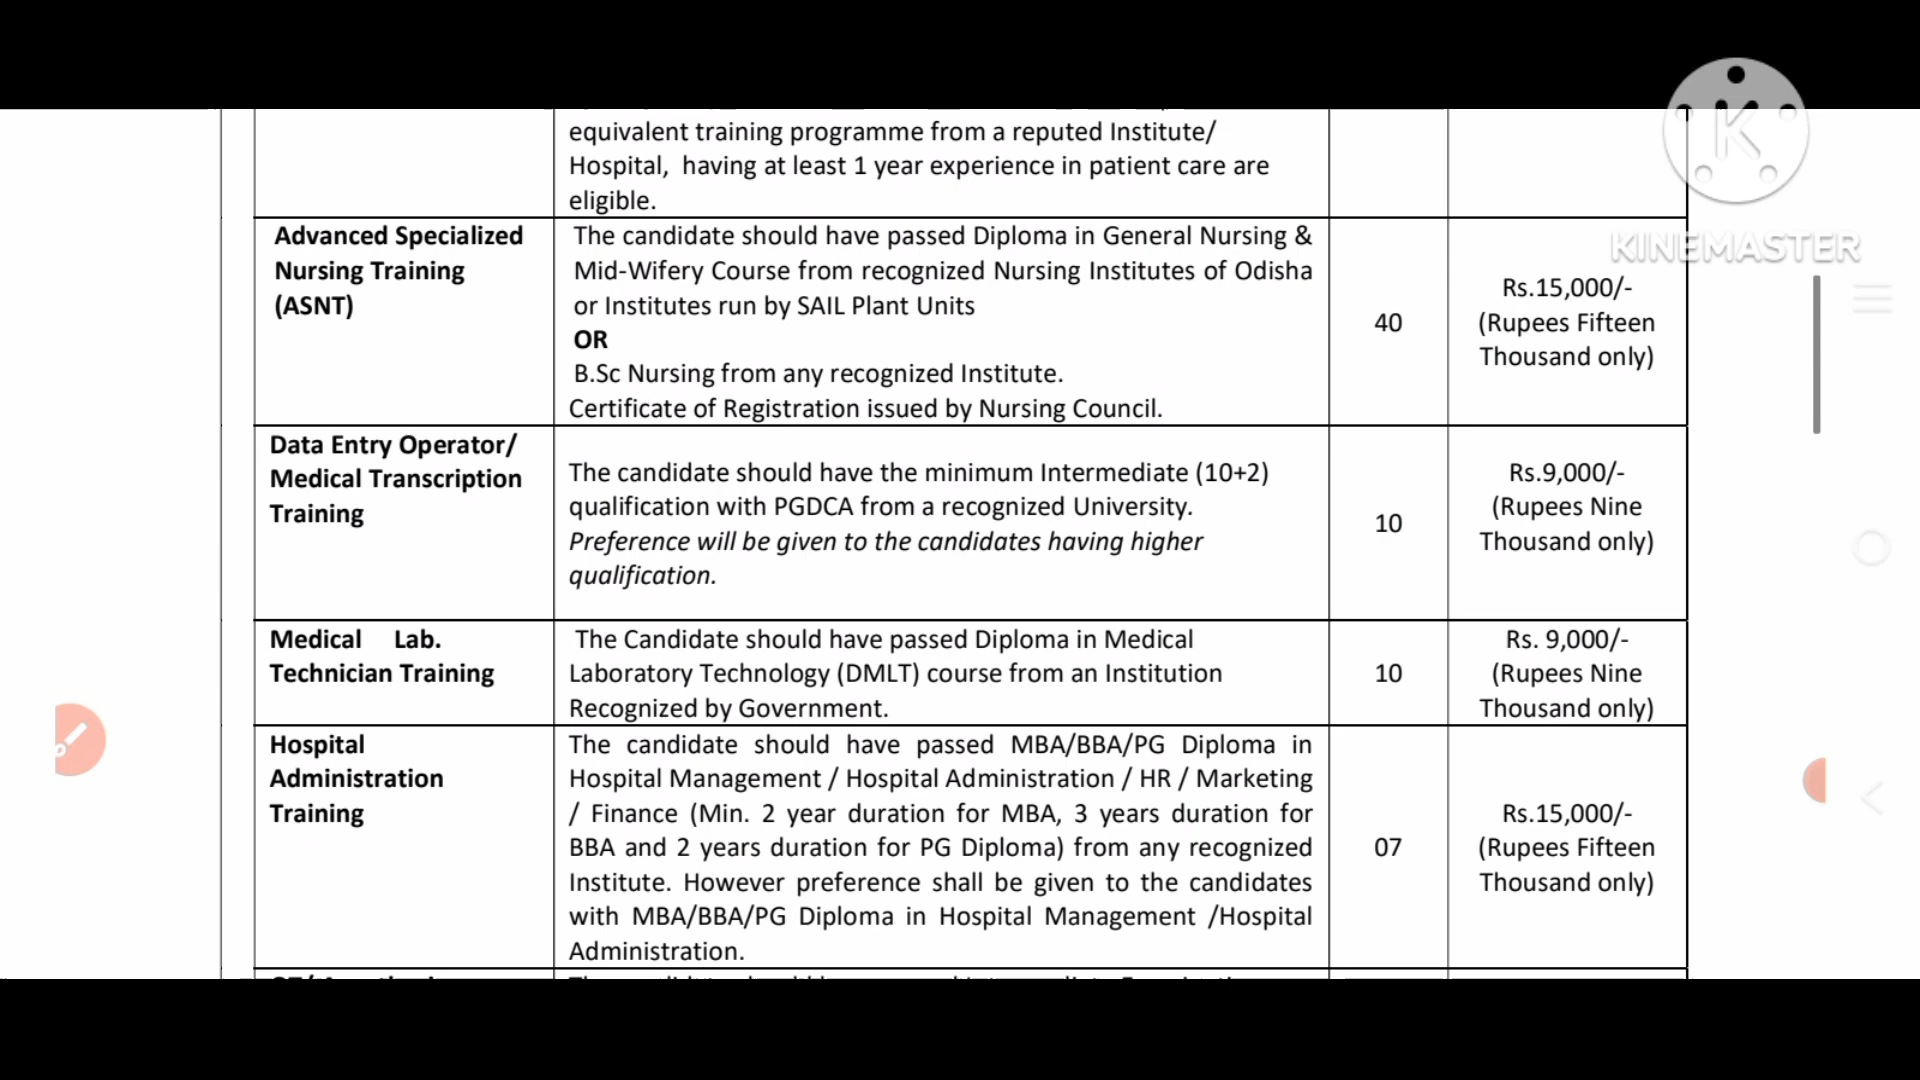 equivalent training programme from a reputed Institute/
Hospital, having at least 1 year experience in patient care are
eligible.
Advanced Specialized
Nursing Training
(ASNT)
The candidate should have passed Diploma in General Nursing &
Mid-Wifery Course from recognized Nursing Institutes of Odisha
or Institutes run by SAIL Plant Units
OR
B.Sc Nursing from any recognized Institute.
Certificate of Registration issued by Nursing Council.
40
Rs.15,000/-
(Rupees Fifteen
Thousand only)
Data Entry Operator/
Medical Transcription
Training
The candidate should have the minimum Intermediate (10+2)
qualification with PGDCA from a recognized University.
Preference will be given to the candidates having higher
qualification.
10
Rs.9,000/-
(Rupees Nine
Thousand only)
Medical Lab.
Technician Training
The Candidate should have passed Diploma in Medical
Laboratory Technology (DMLT) course from an Institution
Recognized by Government.
10
Rs. 9,000/-
(Rupees Nine
Thousand only)
Hospital
Administration
Training
The candidate should have passed MBA/BBA/PG Diploma in
Hospital Management / Hospital Administration / HR / Marketing
/ Finance (Min. 2 year duration for MBA, 3 years duration for
BBA and 2 years duration for PG Diploma) from any recognized
Institute. However preference shall be given to the candidates
with MBA/BBA/PG Diploma in Hospital Management /Hospital
Administration.
07
Rs.15,000/-
(Rupees Fifteen
Thousand only)
K
KINEMASTER